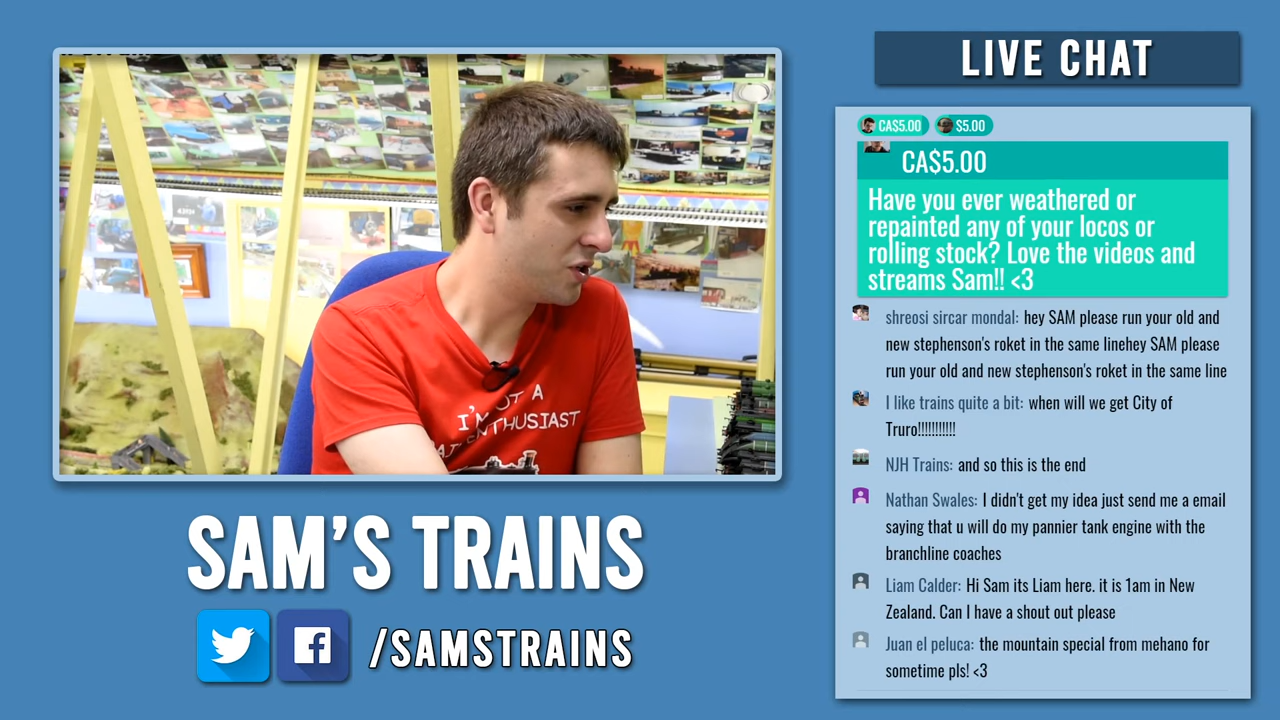 LIVE CHAT
CA$5.00
$5.00
CA$5.00
Have you ever weathered or
repainted any of your locos or
rolling stock? Love the videos and
streams Sam!! <3
shreosi sircar mondal: hey SAM please run your old and
new stephenson's roket in the same linehey SAM please
run your old and new stephenson's roket in the same line
I like trains quite a bit: when will we get City of
Truro!!!!!!!!!!!
NJH Trains: and so this is the end
Nathan Swales: I didn't get my idea just send me a email
saying that u will do my pannier tank engine with the
branchline coaches
Liam Calder: Hi Sam its Liam here. it is 1am in New
Zealand. Can I have a shout out please
Juan el peluca: the mountain special from mehano for
sometime pls! <3
I'M NOT A
ENTHUSIAST
SAM'S TRAINS
/SAMSTRAINS